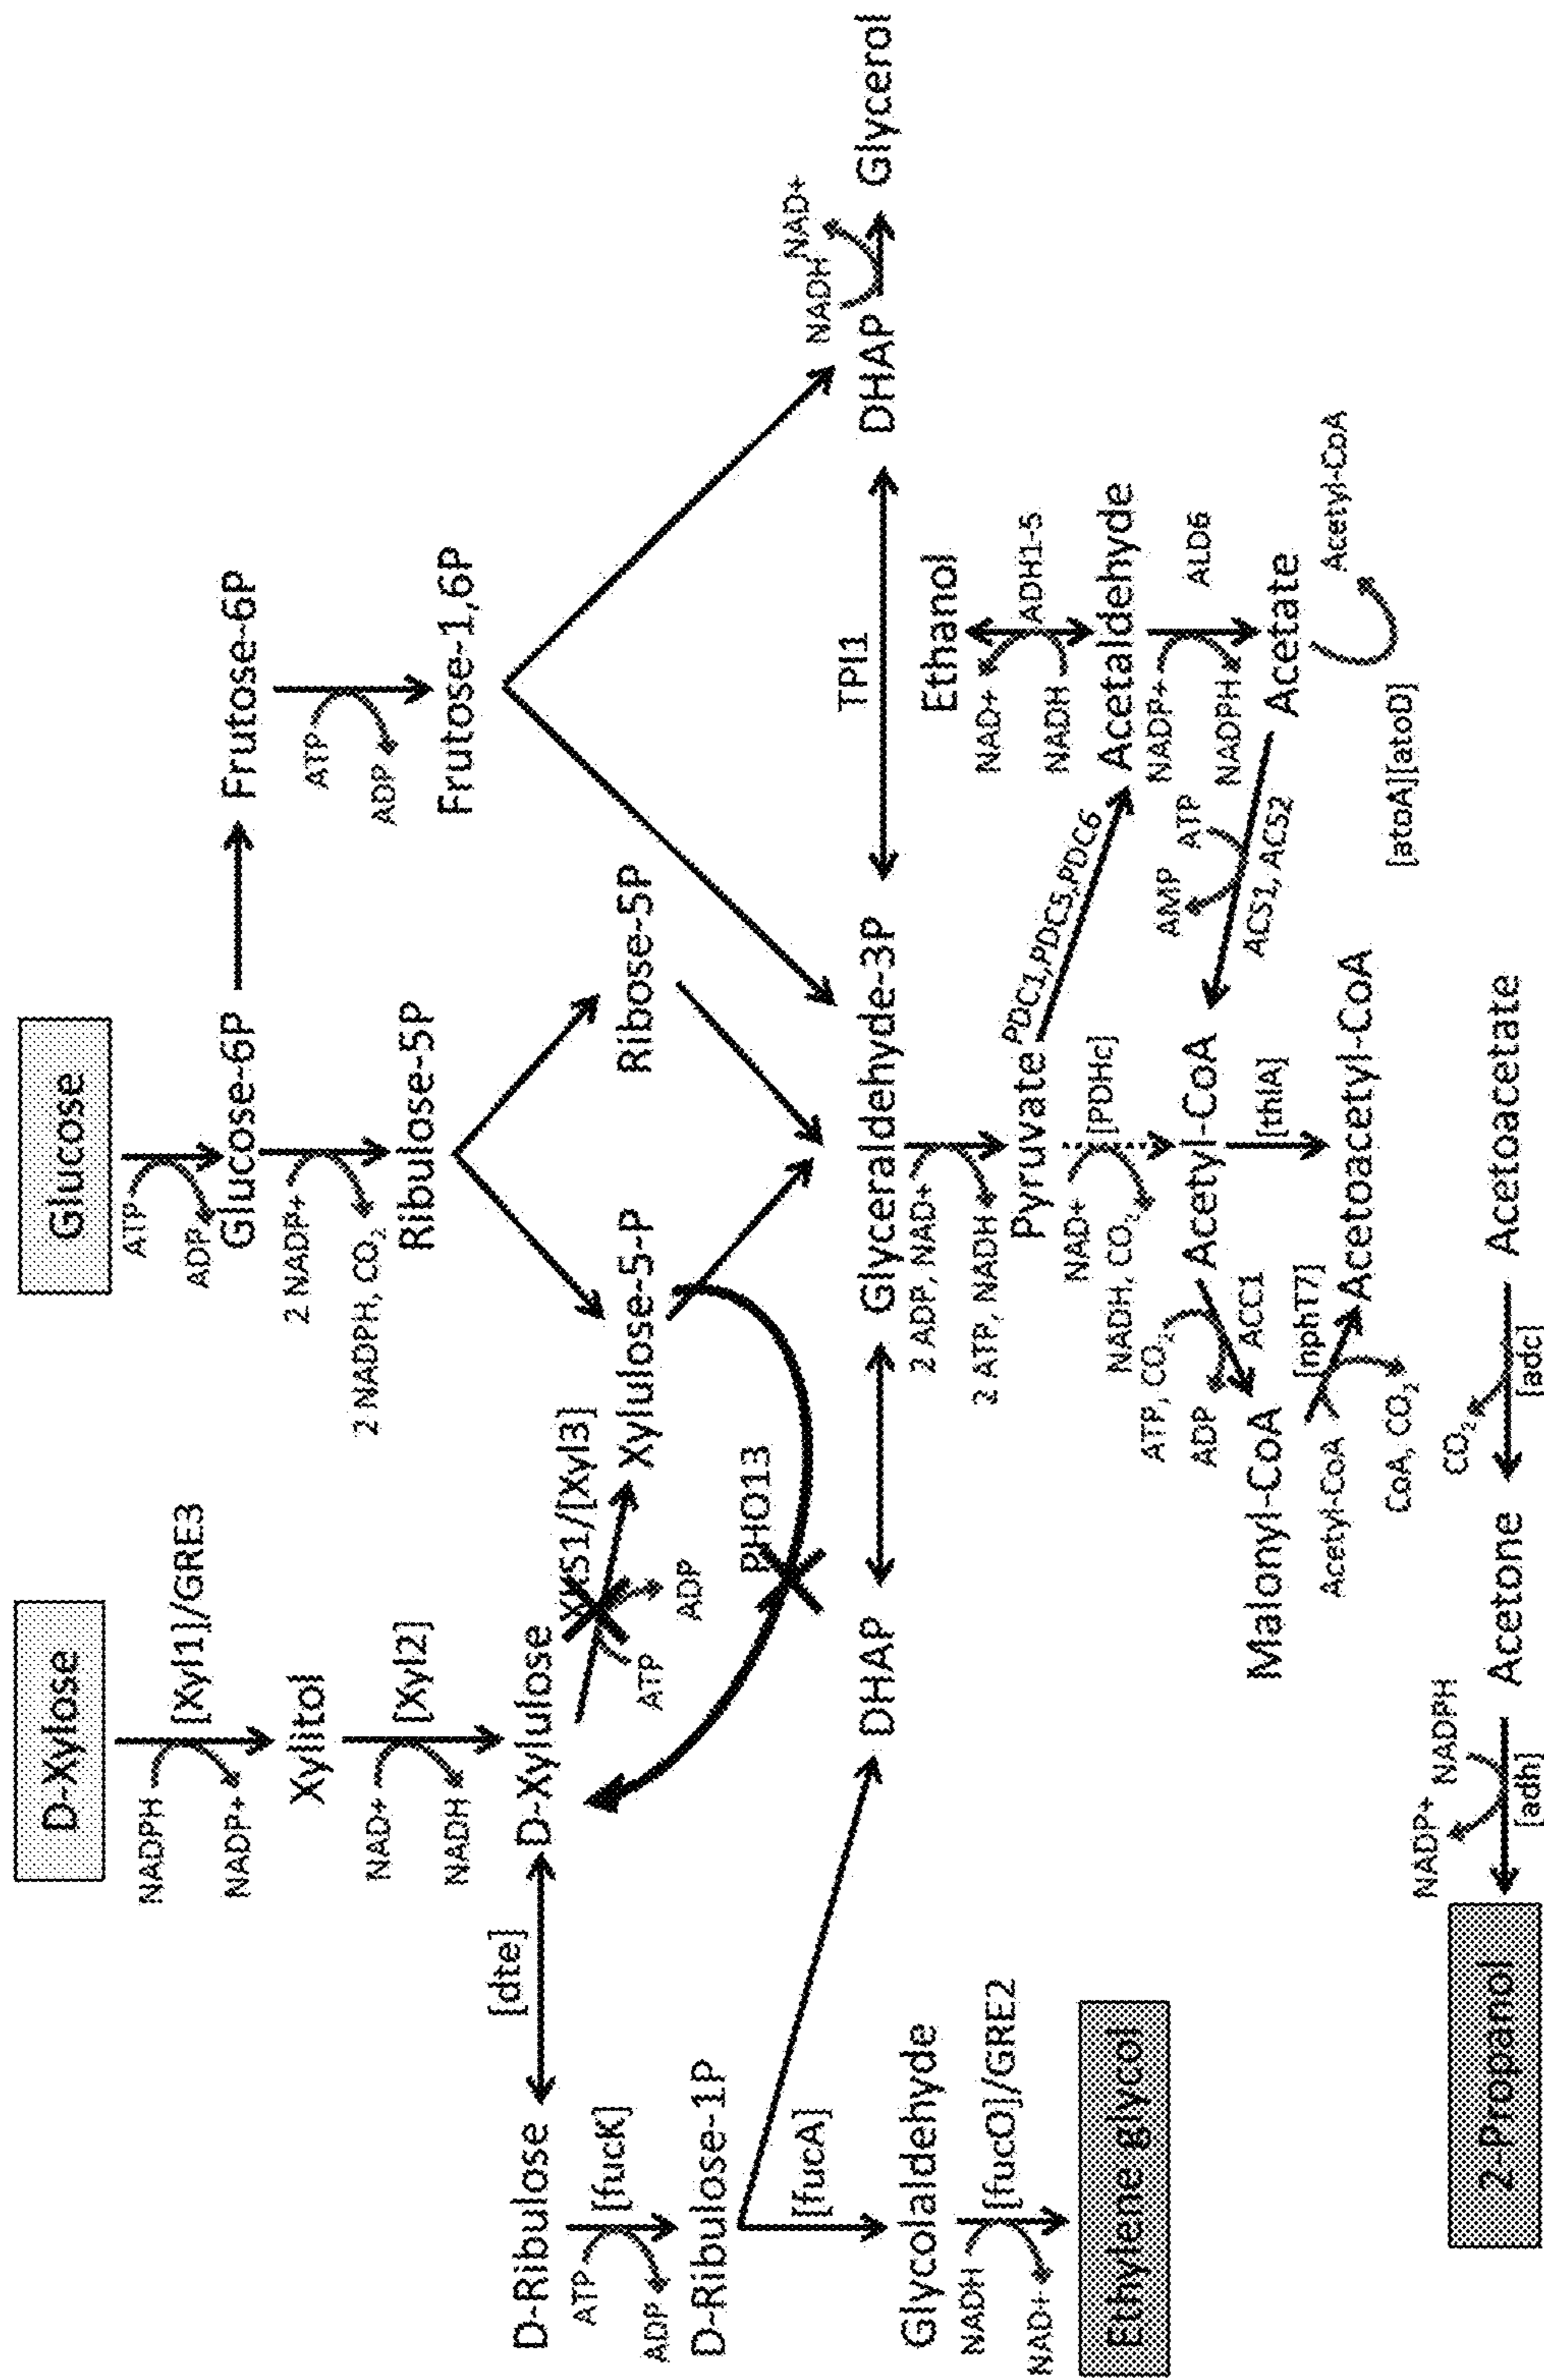 D-Xylose
Glucose
NADPH
[Xyl1]/GRE3
NADP+
ATP
ADP
Xylitol
Glucose-6P
Frutose-6P
NAD+
[Xyl2]
NADH
2 NADP+
2 NADPH, CO2
ATP
ADP
Ribulose-5P
Frutose-1,6P
D-Ribulose
[dte]
D-Xylulose
XKS1/[Xyl3]
ATP
ADP
Xylulose-5-P
Ribose-5P
ATP
[fucK]
ADP
D-Ribulose-1P
PHO13
[fucA]
DHAP
Glyceraldehyde-3P
TPI1
DHAP
NADH
NAD+
Glycerol
Glycolaldehyde
NADH
[fucO]/GRE2
NAD+
Ethylene glycol
2 ADP, NAD+
2 ATP, NADH
Pyruvate
PDC1,PDC5,PDC6
Ethanol
NAD+
ADH1-5
NADH
Acetaldehyde
NAD+
[PDHc]
NADH, CO2
NADP+
ALD6
NADPH
ATP
AMP
ACS1, ACS2
Acetyl-CoA
Acetate
Acetyl-CoA
[atoA][atoD]
ATP, CO2
ADP
ACC1
[thlA]
Malonyl-CoA
[nphT7]
Acetyl-CoA
CoA, CO2
Acetoacetyl-CoA
2-Propanol
NADP+
NADPH
[adh]
Acetone
CO2
[adc]
Acetoacetate